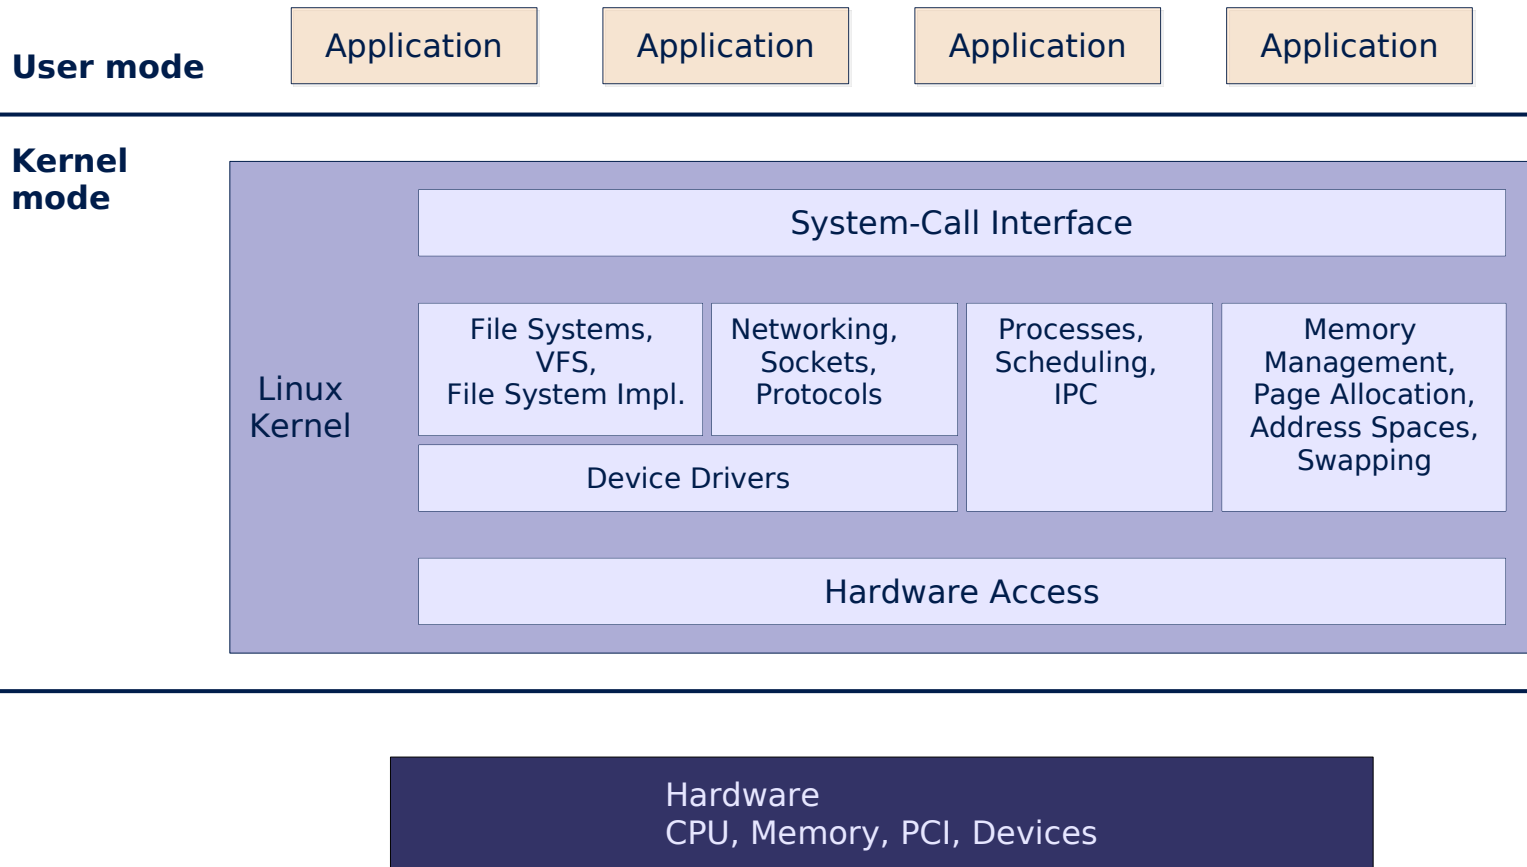 User mode
Application
Application
Application
Application
Kernel
mode
Linux
Kernel
System-Call Interface
File Systems,
VFS,
File System Impl.
Networking,
Sockets,
Protocols
Processes,
Scheduling,
IPC
Memory
Management,
Page Allocation,
Address Spaces,
Swapping
Device Drivers
Hardware Access
Hardware
CPU, Memory, PCI, Devices